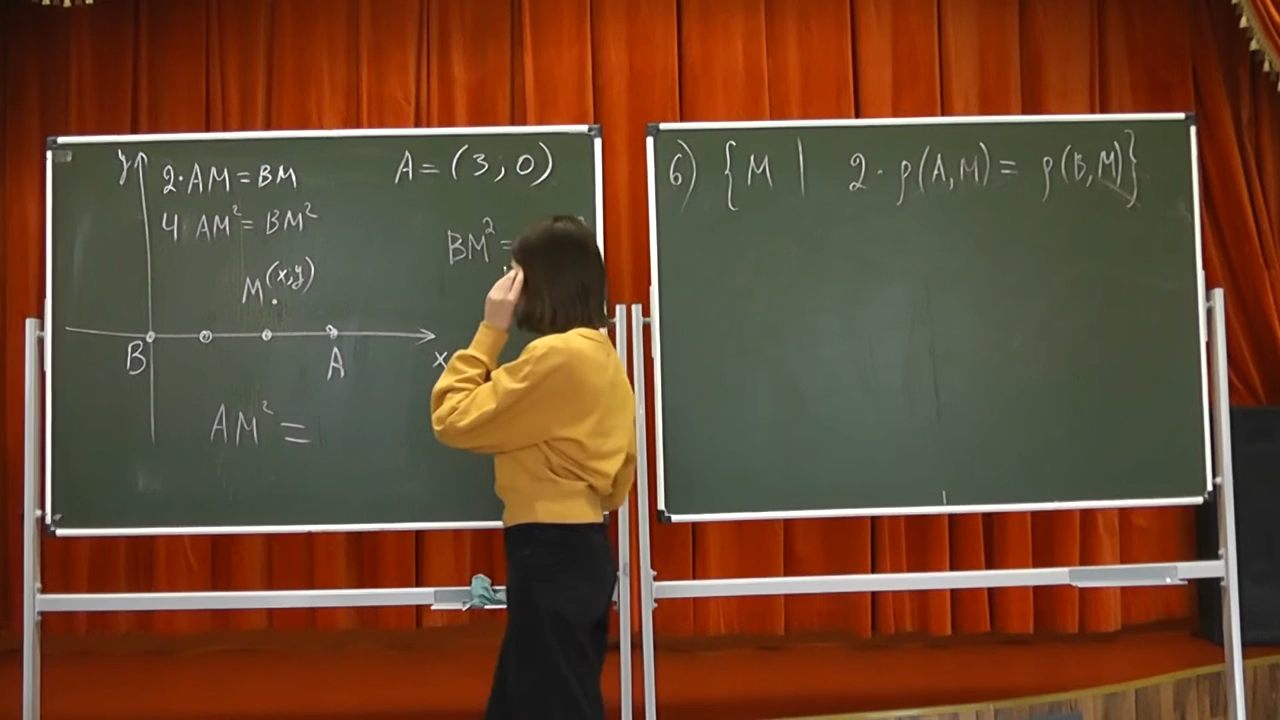 y
2·AM=BM
A=(3;0)
4 AM²=BM²
BM²=
M(x;y)
B
A
x
AM²=
6) {M | 2·ρ(A,M)=ρ(B,M)}